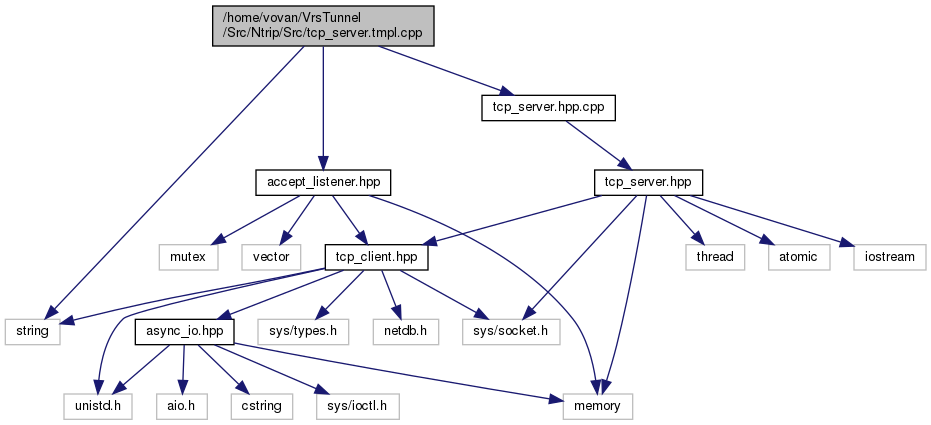 /home/vovan/VrsTunnel
/Src/Ntrip/Src/tcp_server.tmpl.cpp
tcp_server.hpp.cpp
accept_listener.hpp
tcp_server.hpp
mutex
vector
tcp_client.hpp
thread
atomic
iostream
string
async_io.hpp
sys/types.h
netdb.h
sys/socket.h
unistd.h
aio.h
cstring
sys/ioctl.h
memory